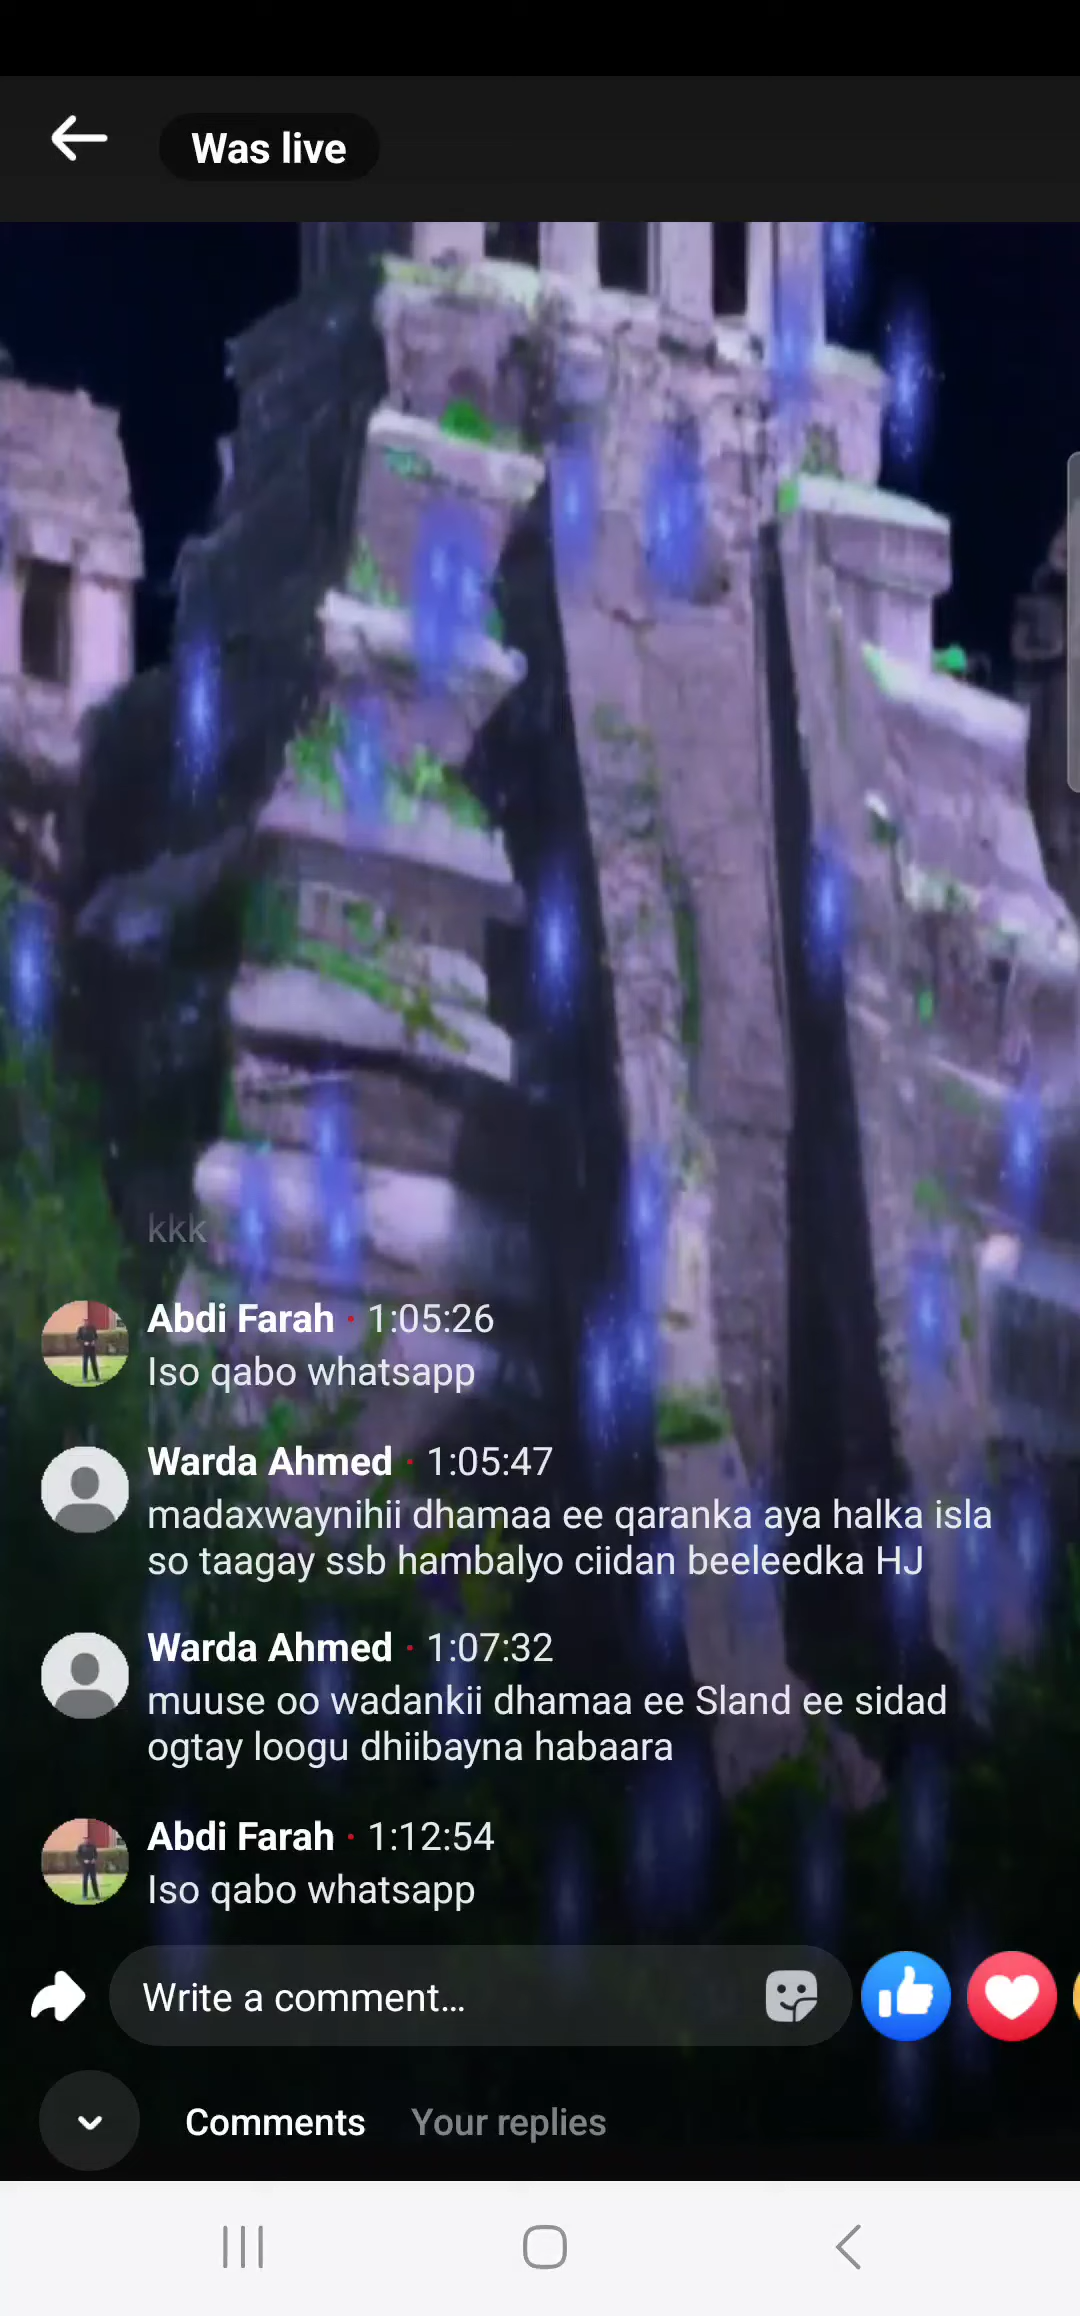 Was live
kkk
Abdi Farah · 1:05:26
Iso qabo whatsapp
Warda Ahmed · 1:05:47
madaxwaynihii dhamaa ee qaranka aya halka isla
so taagay ssb hambalyo ciidan beeleedka HJ
Warda Ahmed · 1:07:32
muuse oo wadankii dhamaa ee Sland ee sidad
ogtay loogu dhiibayna habaara
Abdi Farah · 1:12:54
Iso qabo whatsapp
Write a comment...
Comments Your replies